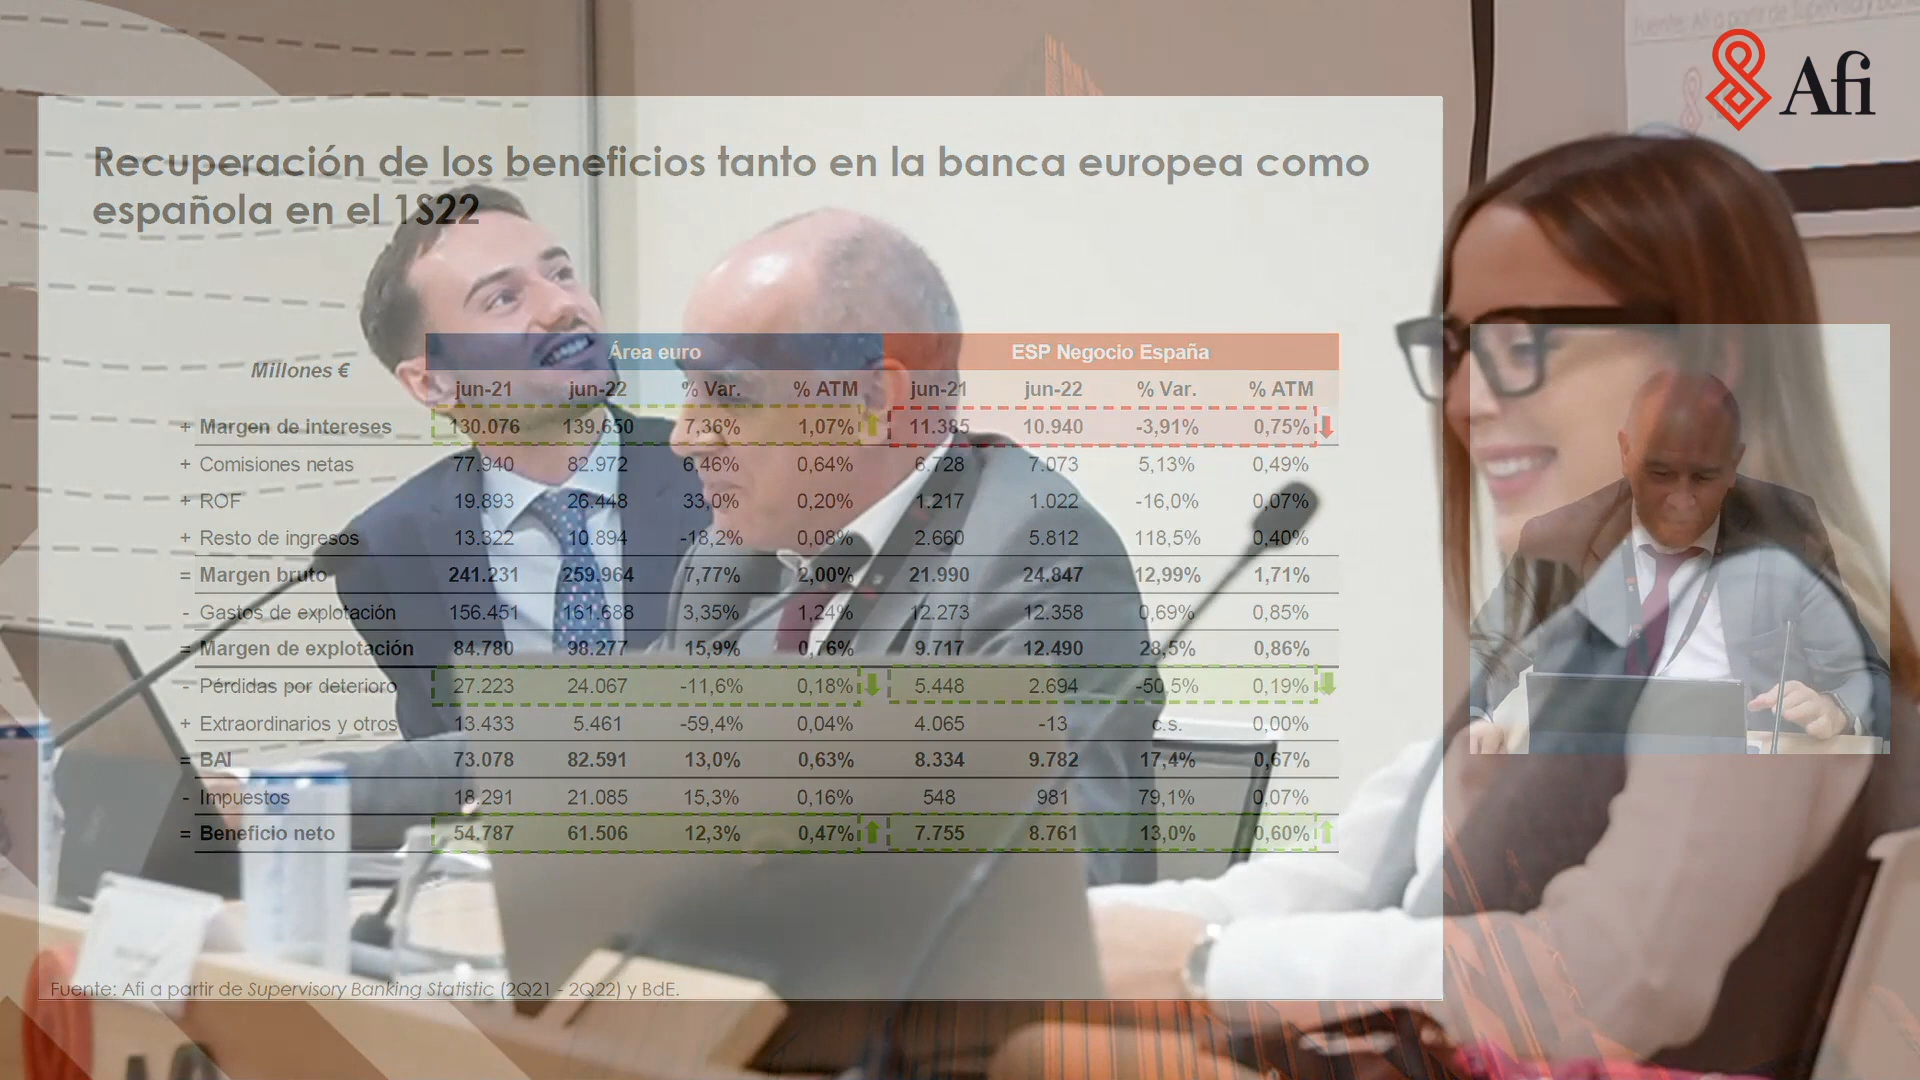 Fuente: Afi a partir de Supervisory Bank
Afi
Recuperación de los beneficios tanto en la banca europea como
española en el 1S22
Millones € Área euro ESP Negocio España
jun-21 jun-22 % Var. % ATM jun-21 jun-22 % Var. % ATM
+ Margen de intereses 130.076 139.650 7,36% 1,07% 11.385 10.940 -3,91% 0,75%
+ Comisiones netas 77.940 82.972 6,46% 0,64% 6.728 7.073 5,13% 0,49%
+ ROF 19.893 26.448 33,0% 0,20% 1.217 1.022 -16,0% 0,07%
+ Resto de ingresos 13.322 10.894 -18,2% 0,08% 2.660 5.812 118,5% 0,40%
= Margen bruto 241.231 259.964 7,77% 2,00% 21.990 24.847 12,99% 1,71%
- Gastos de explotación 156.451 161.688 3,35% 1,24% 12.273 12.358 0,69% 0,85%
= Margen de explotación 84.780 98.277 15,9% 0,76% 9.717 12.490 28,5% 0,86%
- Pérdidas por deterioro 27.223 24.067 -11,6% 0,18% 5.448 2.694 -50,5% 0,19%
+ Extraordinarios y otros 13.433 5.461 -59,4% 0,04% 4.065 -13 c.s. 0,00%
= BAI 73.078 82.591 13,0% 0,63% 8.334 9.782 17,4% 0,67%
- Impuestos 18.291 21.085 15,3% 0,16% 548 981 79,1% 0,07%
= Beneficio neto 54.787 61.506 12,3% 0,47% 7.755 8.761 13,0% 0,60%
Fuente: Afi a partir de Supervisory Banking Statistic (2Q21 - 2Q22) y BdE.